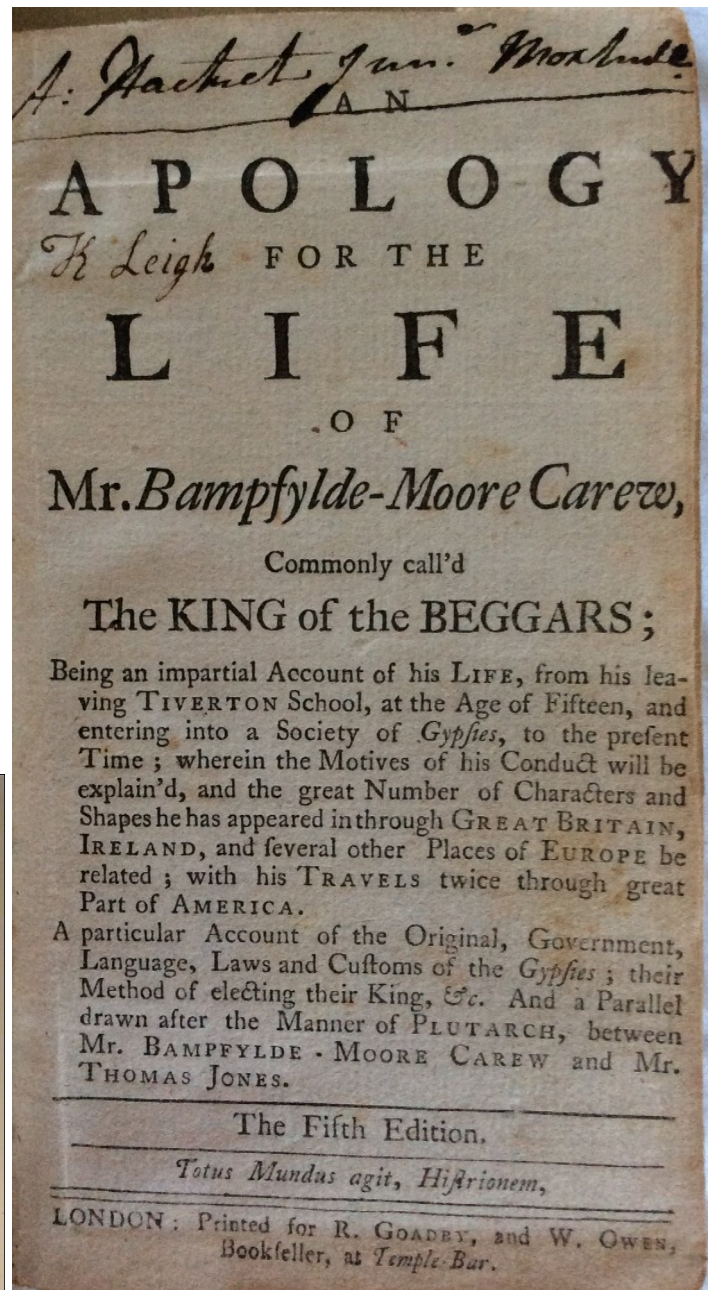 A: Hackett Junr.
A N
A P O L O G Y
K Leigh FOR THE
L I F E
. O F
Mr. Bampfylde-Moore Carew,
Commonly call'd
The KING of the BEGGARS ;
Being an impartial Account of his LIFE, from his lea-
ving TIVERTON School, at the Age of Fifteen, and
entering into a Society of Gypſies, to the preſent
Time ; wherein the Motives of his Conduct will be
explain'd, and the great Number of Characters and
Shapes he has appeared in through GREAT BRITAIN,
IRELAND, and ſeveral other Places of EUROPE be
related ; with his TRAVELS twice through great
Part of AMERICA.
A particular Account of the Original, Government,
Language, Laws and Cuſtoms of the Gypſies ; their
Method of electing their King, &c. And a Parallel
drawn after the Manner of PLUTARCH, between
Mr. BAMPFYLDE - MOORE CAREW and Mr.
THOMAS JONES.
The Fifth Edition.
Totus Mundus agit, Hiſtrionem,
LONDON : Printed for R. GOADBY, and W. OWEN,
Bookſeller, at Temple-Bar.